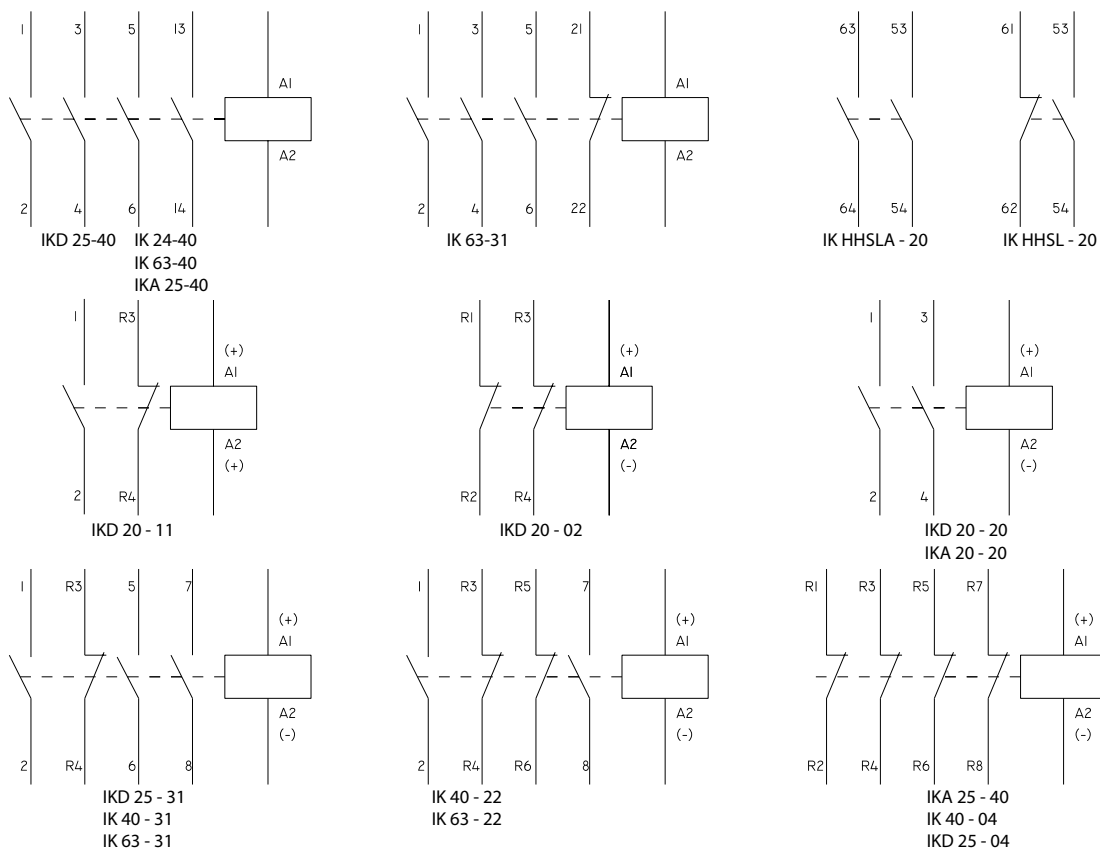 1 3 5 13
A1
A2
2 4 6 14
IKD 25-40 IK 24-40
IK 63-40
IKA 25-40
1 3 5 21
A1
A2
2 4 6 22
IK 63-31
63 53
64 54
IK HHSLA - 20
61 53
62 54
IK HHSL - 20
1 R3
(+)
A1
A2
(+)
2 R4
IKD 20 - 11
R1 R3
(+)
A1
A2
(-)
R2 R4
IKD 20 - 02
1 3
(+)
A1
A2
(-)
2 4
IKD 20 - 20
IKA 20 - 20
1 R3 5 7
(+)
A1
A2
(-)
2 R4 6 8
IKD 25 - 31
IK 40 - 31
IK 63 - 31
1 R3 R5 7
(+)
A1
A2
(-)
2 R4 R6 8
IK 40 - 22
IK 63 - 22
R1 R3 R5 R7
(+)
A1
A2
(-)
R2 R4 R6 R8
IKA 25 - 40
IK 40 - 04
IKD 25 - 04